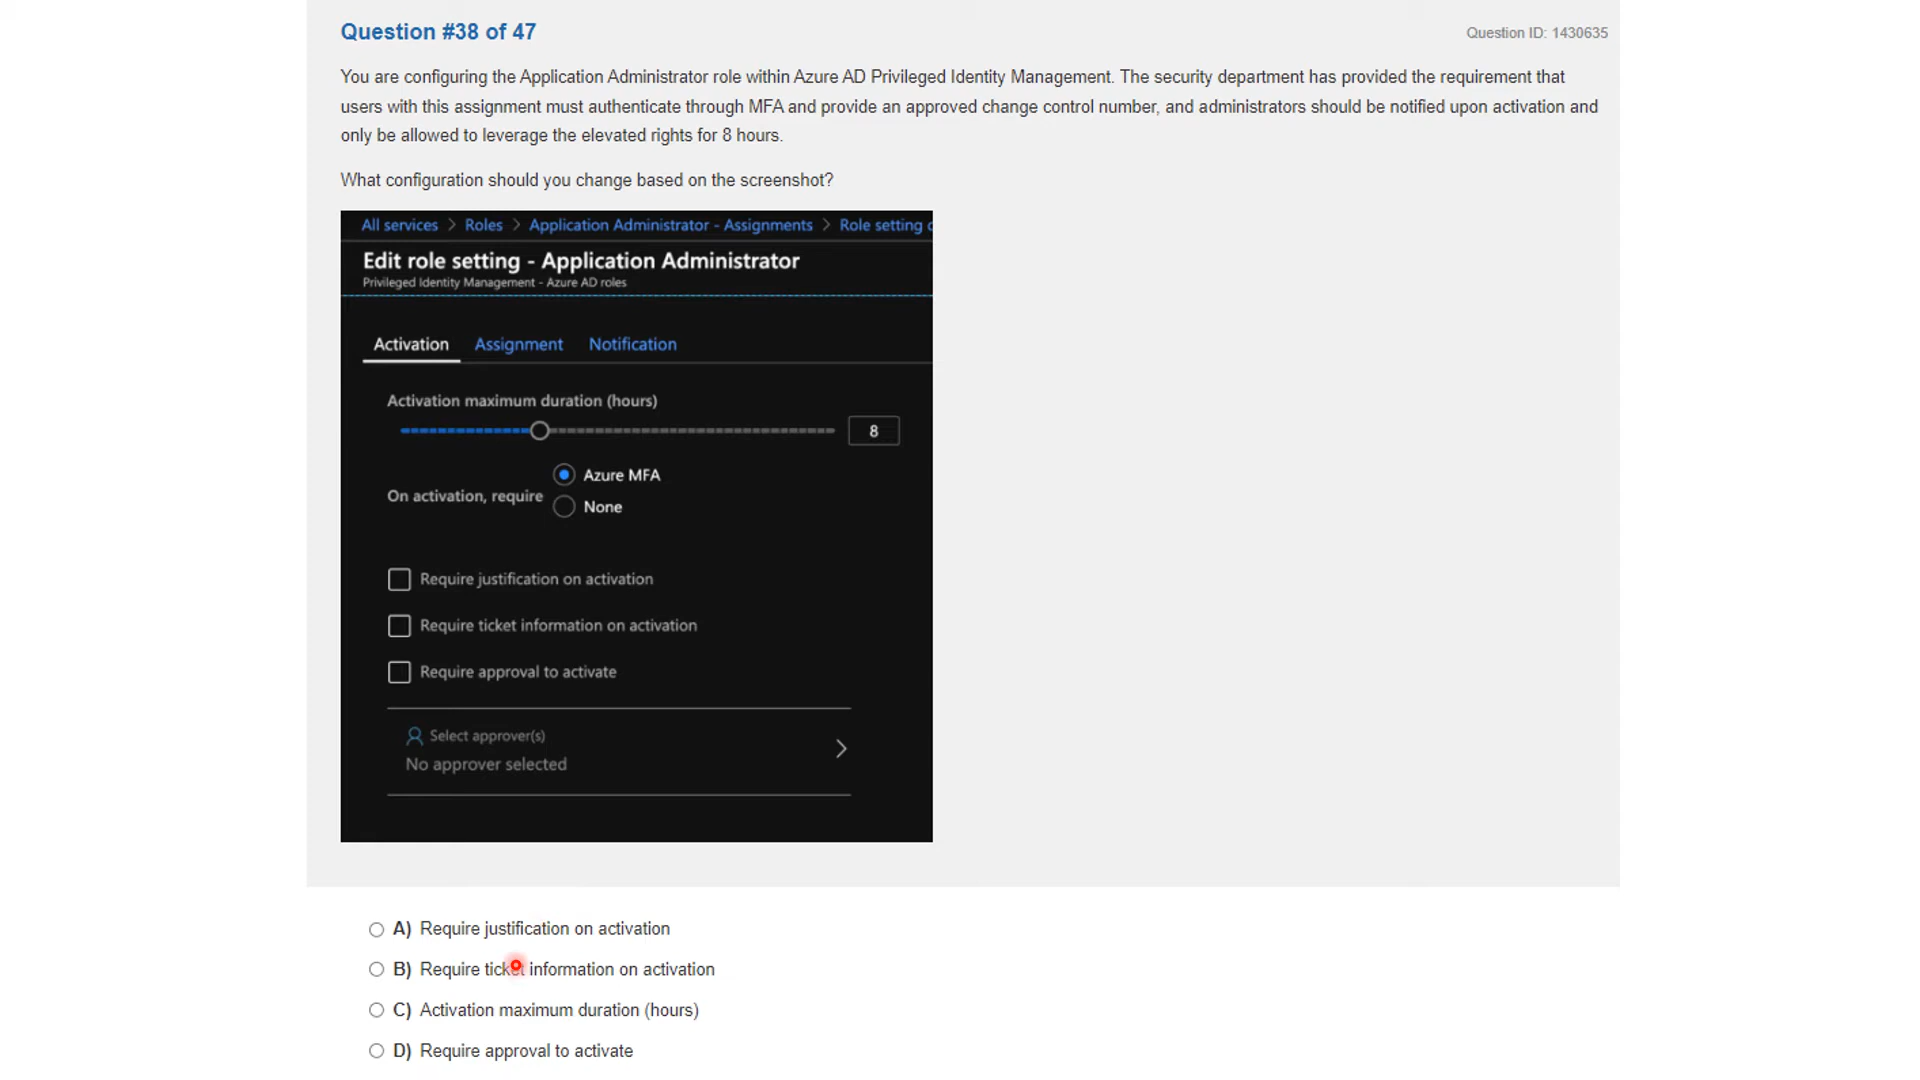 Question #38 of 47
Question ID: 1430635
You are configuring the Application Administrator role within Azure AD Privileged Identity Management. The security department has provided the requirement that
users with this assignment must authenticate through MFA and provide an approved change control number, and administrators should be notified upon activation and
only be allowed to leverage the elevated rights for 8 hours.
What configuration should you change based on the screenshot?
All services > Roles > Application Administrator - Assignments > Role setting
Edit role setting - Application Administrator
Privileged Identity Management - Azure AD roles
Activation Assignment Notification
Activation maximum duration (hours)
8
Azure MFA
On activation, require
None
Require justification on activation
Require ticket information on activation
Require approval to activate
Select approver(s)
No approver selected
A) Require justification on activation
B) Require ticket information on activation
C) Activation maximum duration (hours)
D) Require approval to activate